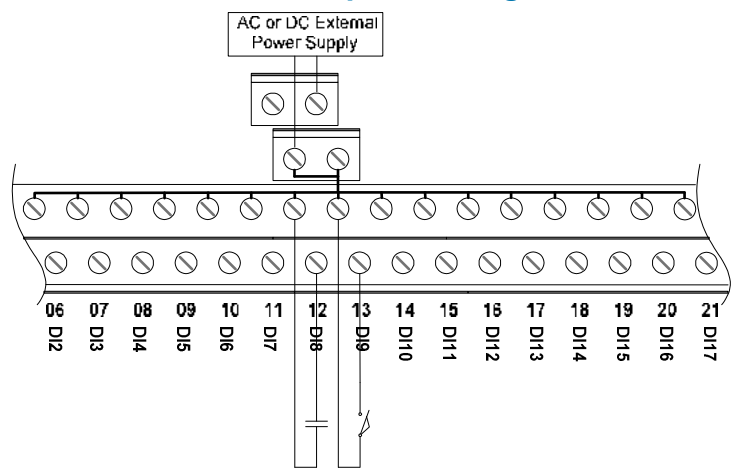 AC or DC External
Power Supply
06 07 08 09 10 11 12 13 14 15 16 17 18 19 20 21
DI2 DI3 DI4 DI5 DI6 DI7 DI8 DI9 DI10 DI11 DI12 DI13 DI14 DI15 DI16 DI17